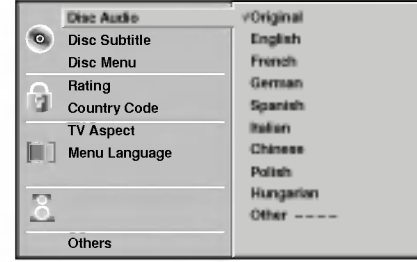 Disc Audio
Disc Subtitle
Disc Menu
Rating
Country Code
TV Aspect
Menu Language
Others
√Original
English
French
German
Spanish
Italian
Chinese
Polish
Hungarian
Other ----